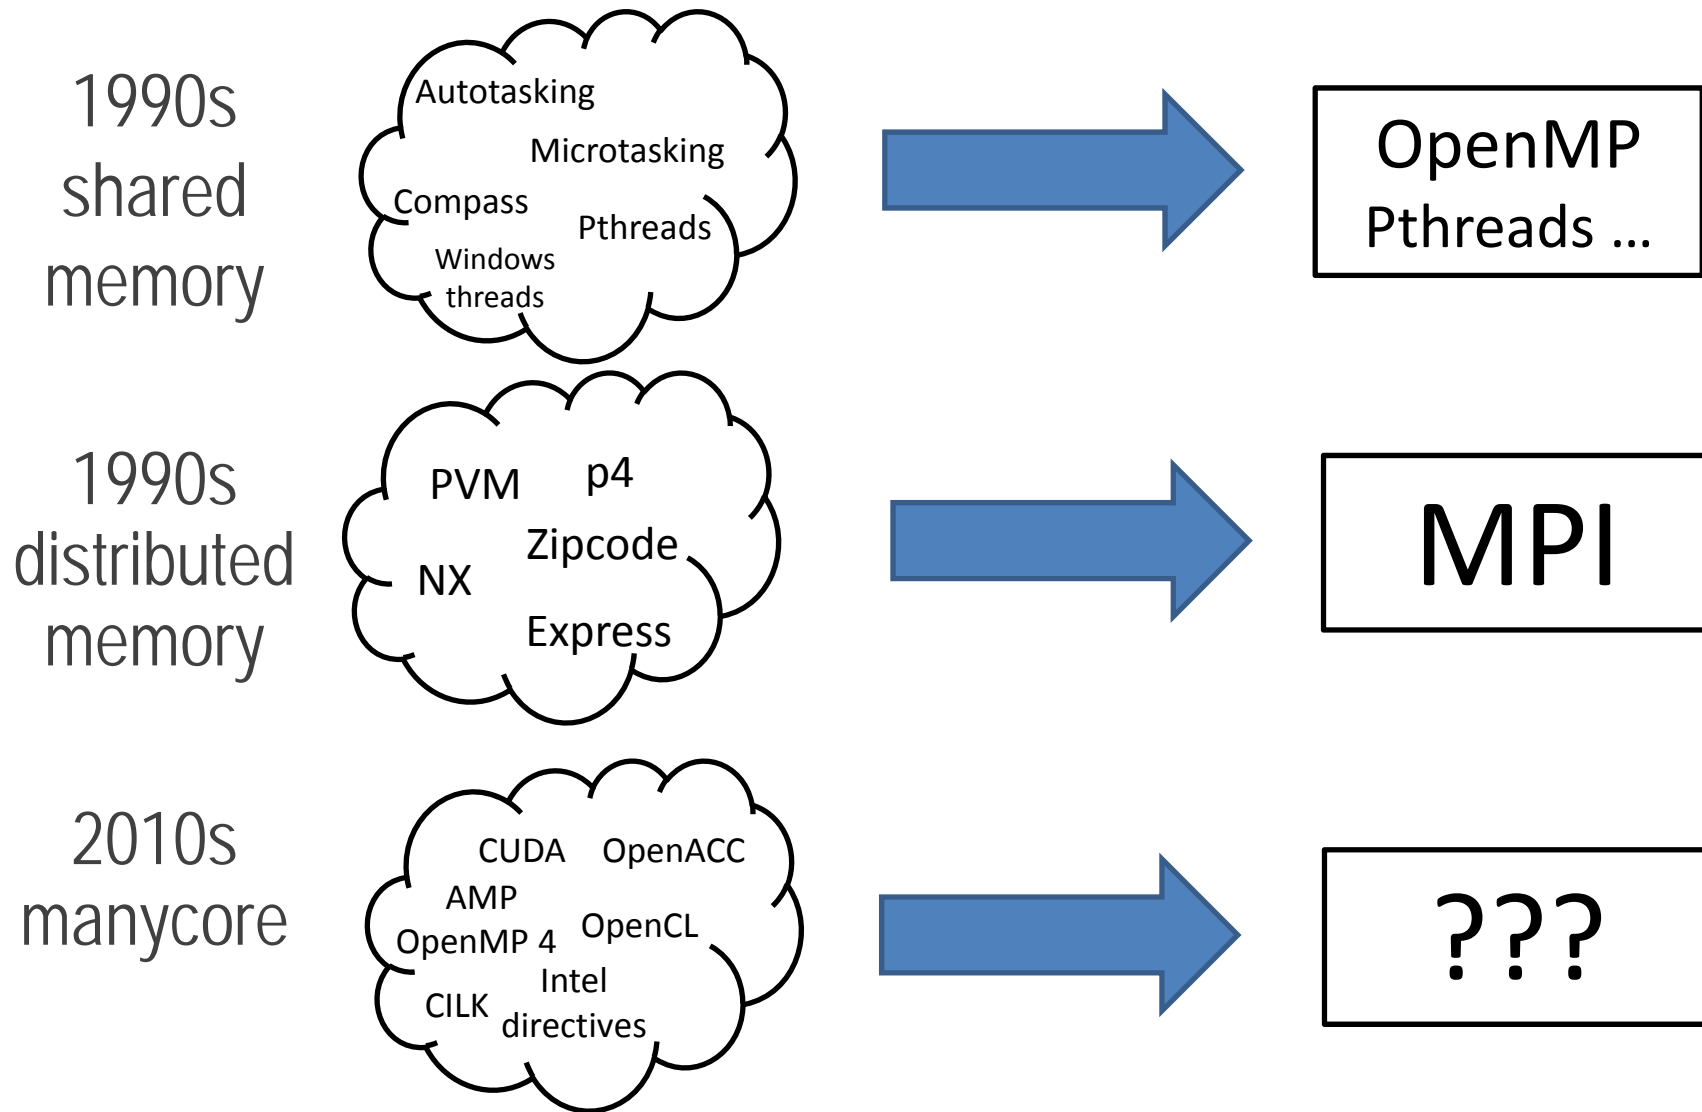 1990s
shared
memory
Autotasking
Microtasking
Compass
Pthreads
Windows
threads
OpenMP
Pthreads ...
1990s
distributed
memory
PVM
p4
Zipcode
NX
Express
MPI
2010s
manycore
CUDA
OpenACC
AMP
OpenCL
OpenMP 4
Intel
directives
CILK
???